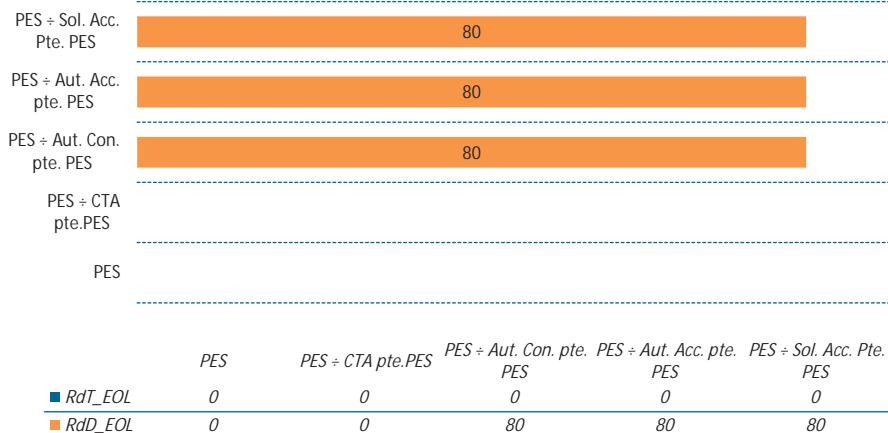 PES ÷ Sol. Acc.
Pte. PES
80
PES ÷ Aut. Acc.
pte. PES
80
PES ÷ Aut. Con.
pte. PES
80
PES ÷ CTA
pte.PES
PES
PES PES ÷ CTA pte.PES PES ÷ Aut. Con. pte. PES PES ÷ Aut. Acc. pte. PES PES ÷ Sol. Acc. Pte. PES
RdT_EOL 0 0 0 0 0
RdD_EOL 0 0 80 80 80